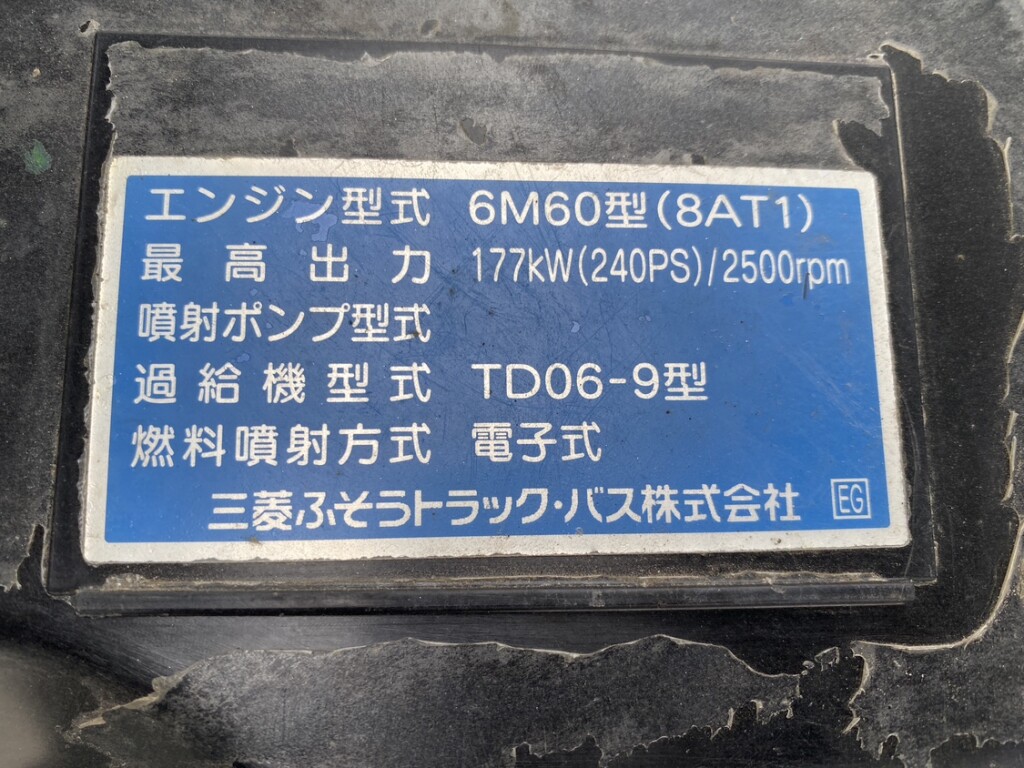 エンジン型式 6M60型(8AT1)
最高出力 177kW(240PS)/2500rpm
噴射ポンプ型式
過給機型式 TD06-9型
燃料噴射方式 電子式
三菱ふそうトラック・バス株式会社 EG